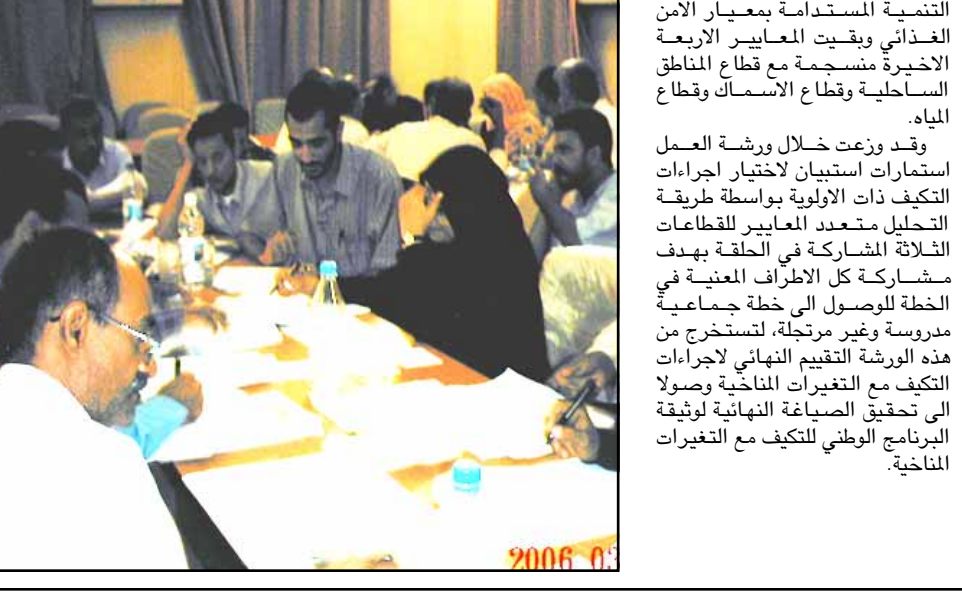 التنمية المستدامة بمعيار الامن
الغذائي وبقيت المعايير الاربعة
الاخيرة منسجمة مع قطاع المناطق
الساحلية وقطاع الاسماك وقطاع
المياه.
وقد وزعت خلال ورشة العمل
استمارات استبيان لاختيار اجراءات
التكيف ذات الاولوية بواسطة طريقة
التحليل متعدد المعايير للقطاعات
الثلاثة المشاركة في الحلقة بهدف
مشاركة كل الاطراف المعنية في
الخطة للوصول الى خطة جماعية
مدروسة وغير مرتجلة، لتستخرج من
هذه الورشة التقييم النهائي لاجراءات
التكيف مع التغيرات المناخية وصولا
الى تحقيق الصياغة النهائية لوثيقة
البرنامج الوطني للتكيف مع التغيرات
المناخية.
2006 03